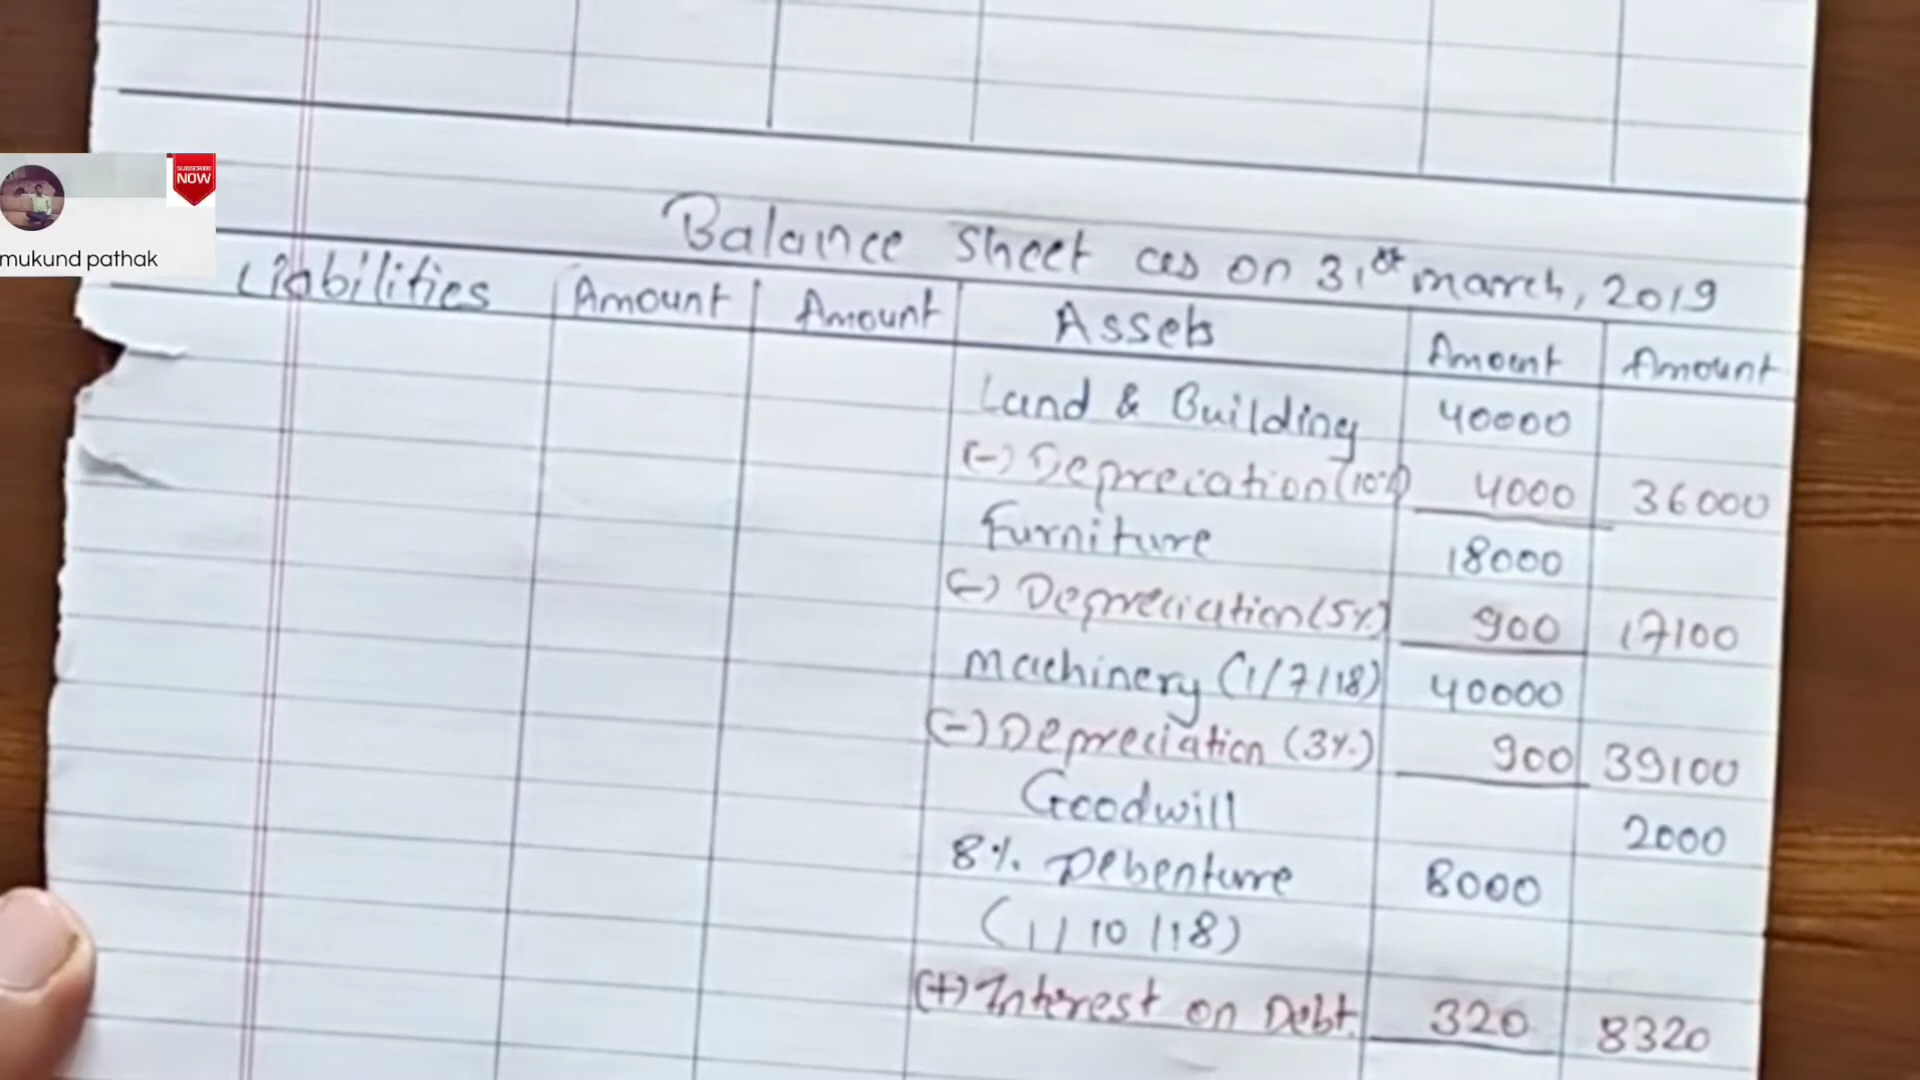 SUBSCRIBE
NOW
mukund pathak
Balance Sheet as on 31st march, 2019
Liabilities Amount Amount Assets Amount Amount
Land & Building 40000
(-) Depreciation (10%) 4000 36000
Furniture 18000
(-) Depreciation (5%) 900 17100
Machinery (1/7/18) 40000
(-) Depreciation (3%) 900 39100
Goodwill 2000
8% Debenture 8000
(1/10/18)
(+) Interest on Debt. 320 8320